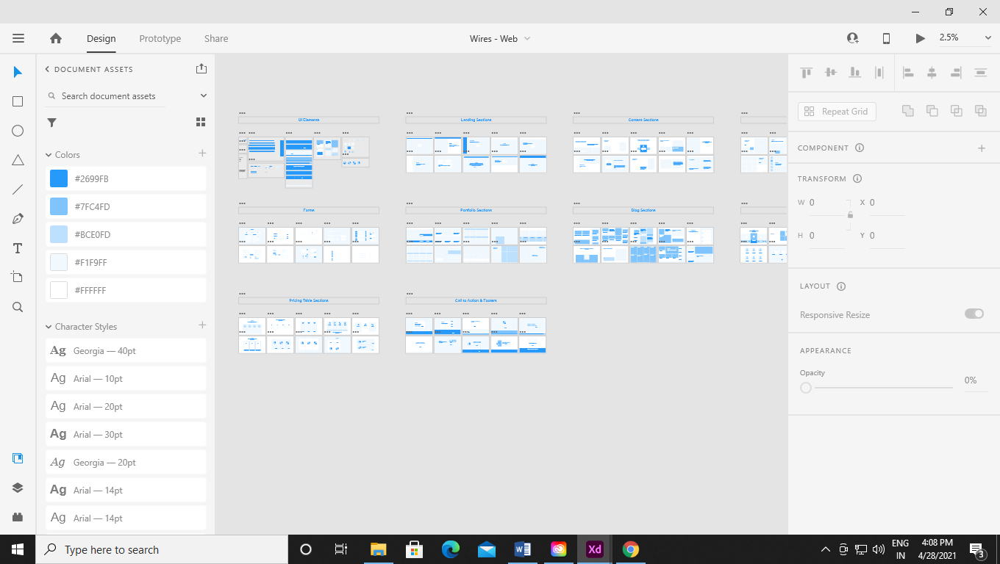 Design
Prototype
Share
Wires - Web
2.5%
DOCUMENT ASSETS
Search document assets
Colors
#2699FB
#7FC4FD
#BCE0FD
#F1F9FF
#FFFFFF
Character Styles
Ag Georgia — 40pt
Ag Arial — 10pt
Ag Arial — 20pt
Ag Arial — 30pt
Ag Georgia — 20pt
Ag Arial — 14pt
Ag Arial — 14pt
UI Elements
Landing Sections
Content Sections
Forms
Portfolio Sections
Blog Sections
Pricing Table Sections
Call to Action & Footers
Repeat Grid
COMPONENT
TRANSFORM
W 0 X 0
H 0 Y 0
LAYOUT
Responsive Resize
APPEARANCE
Opacity
0%
Type here to search
Xd
ENG
IN
4:08 PM
4/28/2021
3